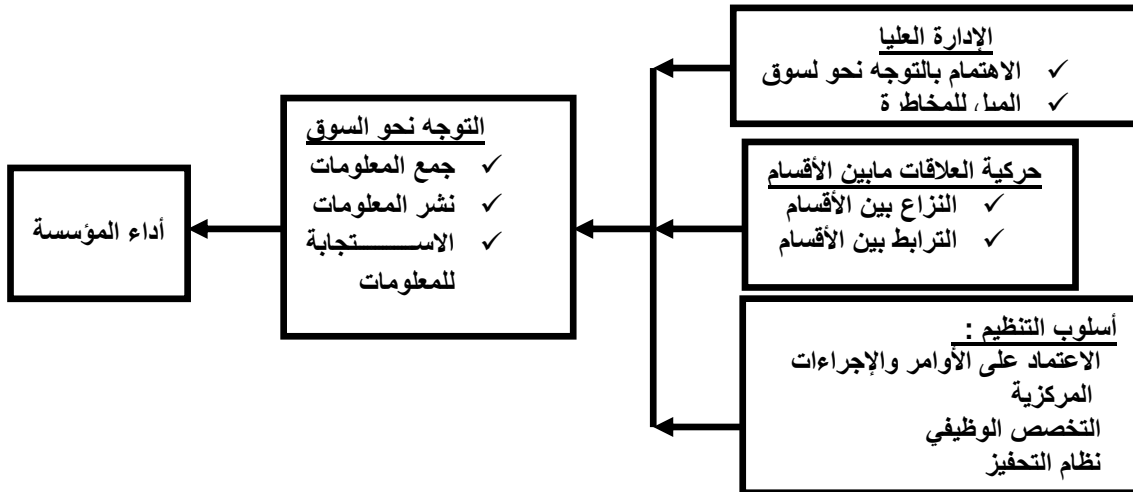 الإدارة العليا
✓ الاهتمام بالتوجه نحو لسوق
✓ الميل للمخاطرة
حركية العلاقات مابين الأقسام
✓ النزاع بين الأقسام
✓ الترابط بين الأقسام
أسلوب التنظيم :
الاعتماد على الأوامر والإجراءات
المركزية
التخصص الوظيفي
نظام التحفيز
التوجه نحو السوق
✓ جمع المعلومات
✓ نشر المعلومات
✓ الاستجابة
للمعلومات
أداء المؤسسة